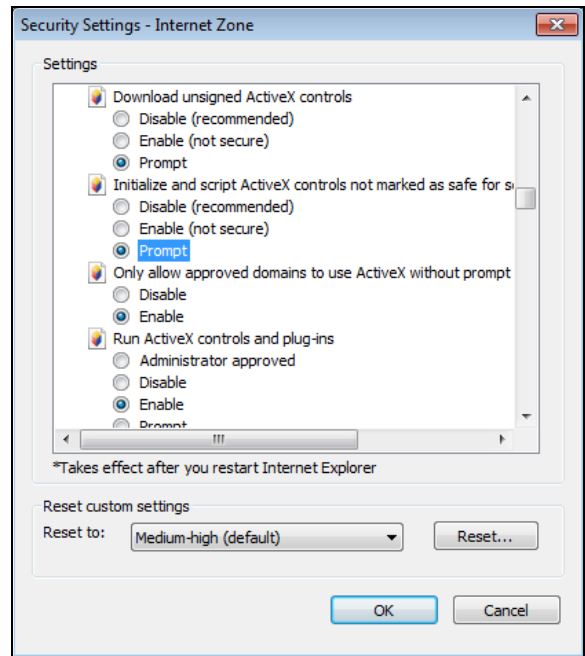 Security Settings - Internet Zone
Settings
Download unsigned ActiveX controls
Disable (recommended)
Enable (not secure)
Prompt
Initialize and script ActiveX controls not marked as safe for s
Disable (recommended)
Enable (not secure)
Prompt
Only allow approved domains to use ActiveX without prompt
Disable
Enable
Run ActiveX controls and plug-ins
Administrator approved
Disable
Enable
Prompt
*Takes effect after you restart Internet Explorer
Reset custom settings
Reset to: Medium-high (default) Reset...
OK Cancel